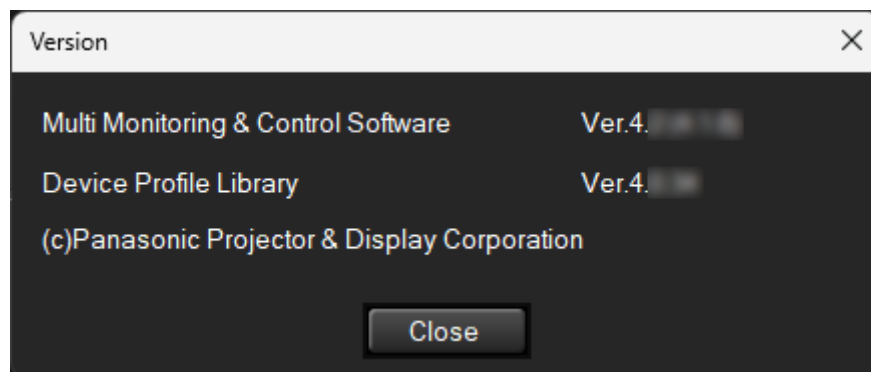 Version
Multi Monitoring & Control Software Ver.4.
Device Profile Library Ver.4.
(c)Panasonic Projector & Display Corporation
Close